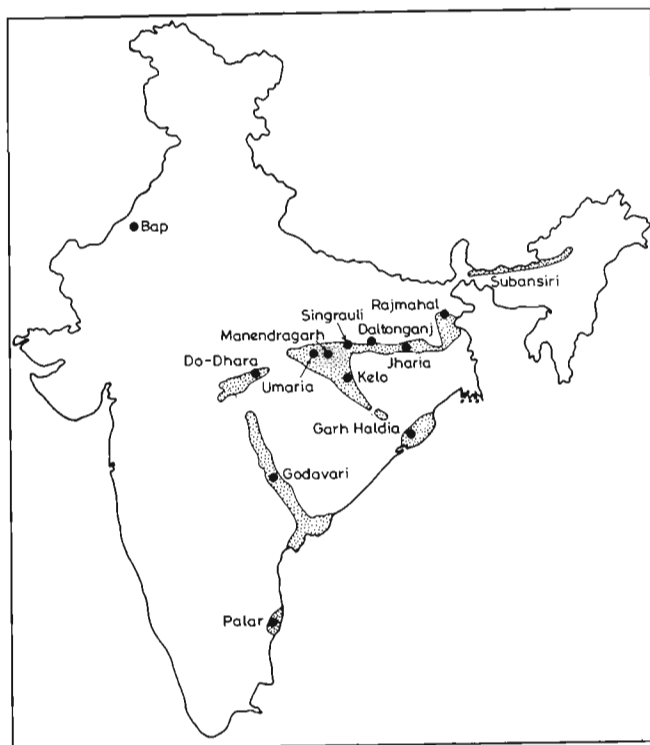 Bap
Subansiri
Rajmahal
Singrauli
Daltonganj
Manendragarh
Jharia
Do-Dhara
Umaria
Kelo
Garh Haldia
Godavari
Palar